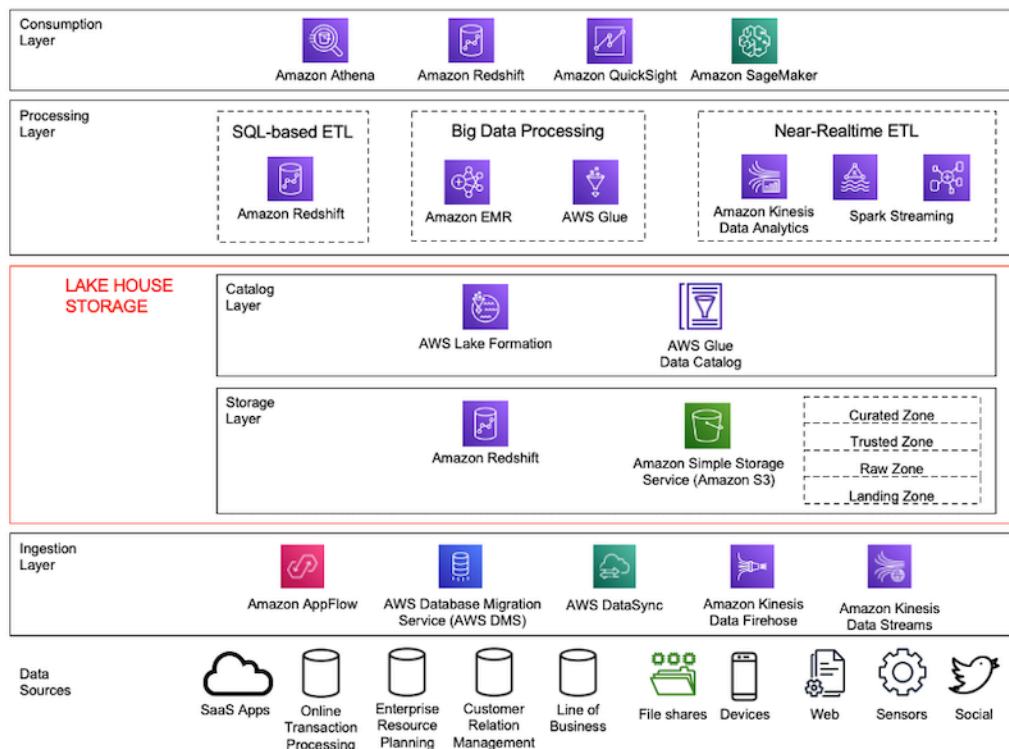 Consumption
Layer
Amazon Athena
Amazon Redshift
Amazon QuickSight
Amazon SageMaker
Processing
Layer
SQL-based ETL
Amazon Redshift
Big Data Processing
Amazon EMR
AWS Glue
Near-Realtime ETL
Amazon Kinesis
Data Analytics
Spark Streaming
LAKE HOUSE
STORAGE
Catalog
Layer
AWS Lake Formation
AWS Glue
Data Catalog
Storage
Layer
Amazon Redshift
Amazon Simple Storage
Service (Amazon S3)
Curated Zone
Trusted Zone
Raw Zone
Landing Zone
Ingestion
Layer
Amazon AppFlow
AWS Database Migration
Service (AWS DMS)
AWS DataSync
Amazon Kinesis
Data Firehose
Amazon Kinesis
Data Streams
Data
Sources
SaaS Apps
Online
Transaction
Processing
Enterprise
Resource
Planning
Customer
Relation
Management
Line of
Business
File shares
Devices
Web
Sensors
Social